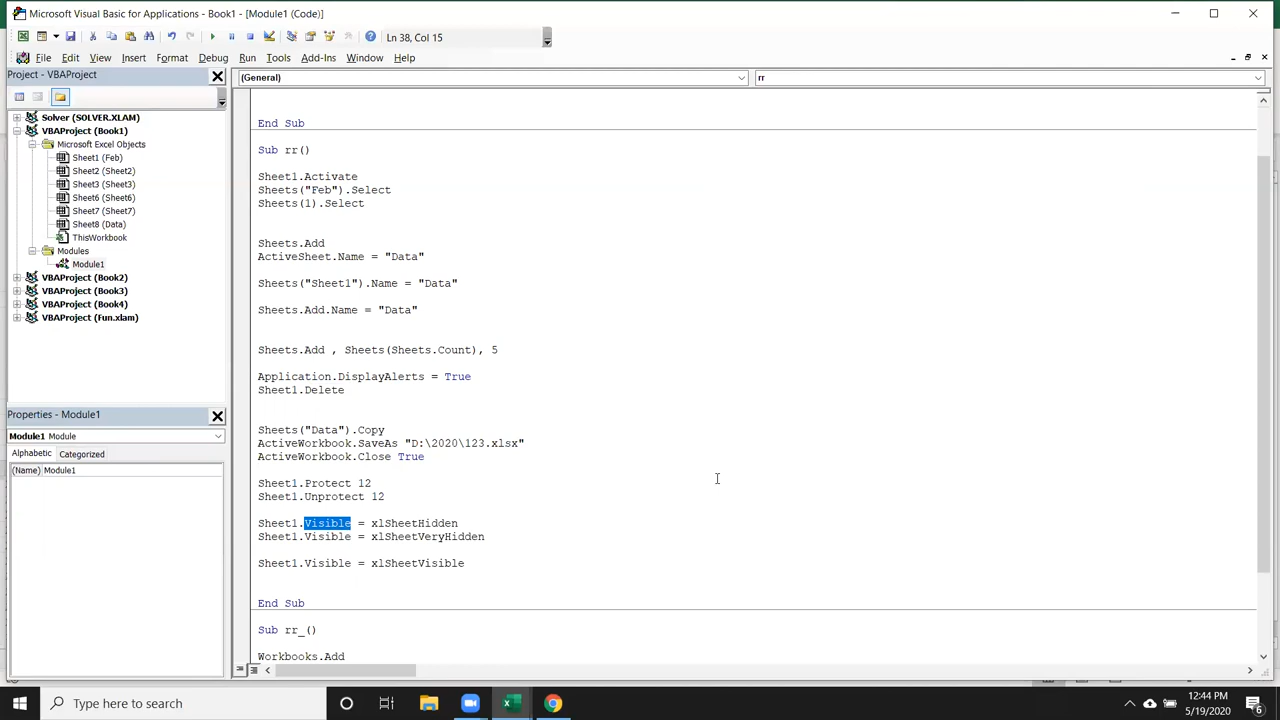 Microsoft Visual Basic for Applications - Book1 - [Module1 (Code)]
Ln 38, Col 15
File Edit View Insert Format Debug Run Tools Add-Ins Window Help
Project - VBAProject
(General)
rr
Solver (SOLVER.XLAM)
VBAProject (Book1)
Microsoft Excel Objects
Sheet1 (Feb)
Sheet2 (Sheet2)
Sheet3 (Sheet3)
Sheet6 (Sheet6)
Sheet7 (Sheet7)
Sheet8 (Data)
ThisWorkbook
Modules
Module1
VBAProject (Book2)
VBAProject (Book3)
VBAProject (Book4)
VBAProject (Fun.xlam)
Properties - Module1
Module1 Module
Alphabetic Categorized
(Name) Module1
End Sub
Sub rr()
Sheet1.Activate
Sheets("Feb").Select
Sheets(1).Select
Sheets.Add
ActiveSheet.Name = "Data"
Sheets("Sheet1").Name = "Data"
Sheets.Add.Name = "Data"
Sheets.Add , Sheets(Sheets.Count), 5
Application.DisplayAlerts = True
Sheet1.Delete
Sheets("Data").Copy
ActiveWorkbook.SaveAs "D:\2020\123.xlsx"
ActiveWorkbook.Close True
Sheet1.Protect 12
Sheet1.Unprotect 12
Sheet1.Visible = xlSheetHidden
Sheet1.Visible = xlSheetVeryHidden
Sheet1.Visible = xlSheetVisible
End Sub
Sub rr_()
Workbooks.Add
Type here to search
12:44 PM
5/19/2020
6